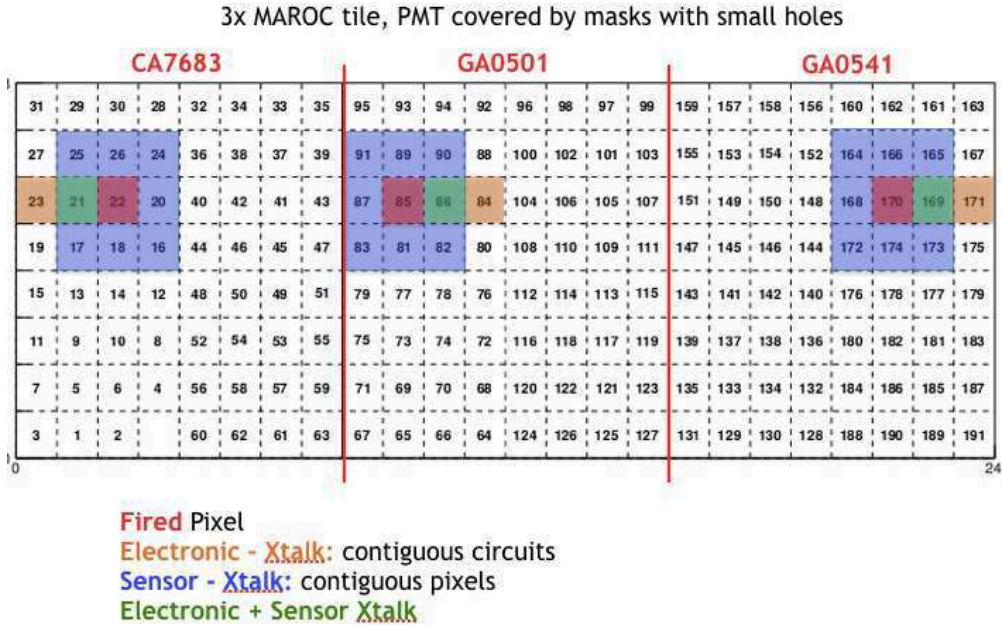 3x MAROC tile, PMT covered by masks with small holes
CA7683 GA0501 GA0541
31 29 30 28 32 34 33 35 95 93 94 92 96 98 97 99 159 157 158 156 160 162 161 163
27 25 26 24 36 38 37 39 91 89 90 88 100 102 101 103 155 153 154 152 164 166 165 167
23 21 22 20 40 42 41 43 87 85 86 84 104 106 105 107 151 149 150 148 168 170 169 171
19 17 18 16 44 46 45 47 83 81 82 80 108 110 109 111 147 145 146 144 172 174 173 175
15 13 14 12 48 50 49 51 79 77 78 76 112 114 113 115 143 141 142 140 176 178 177 179
11 9 10 8 52 54 53 55 75 73 74 72 116 118 117 119 139 137 138 136 180 182 181 183
7 5 6 4 56 58 57 59 71 69 70 68 120 122 121 123 135 133 134 132 184 186 185 187
3 1 2 60 62 61 63 67 65 66 64 124 126 125 127 131 129 130 128 188 190 189 191
0 24
Fired Pixel
Electronic - Xtalk: contiguous circuits
Sensor - Xtalk: contiguous pixels
Electronic + Sensor Xtalk